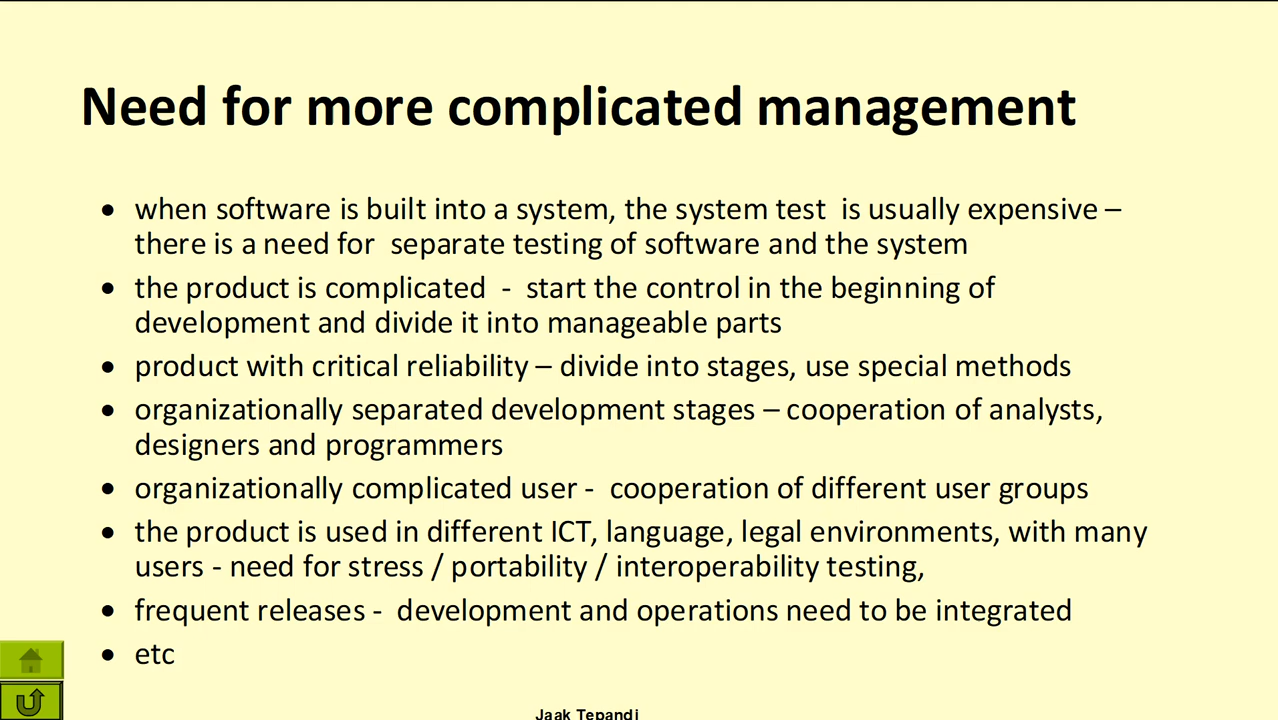 Need for more complicated management
• when software is built into a system, the system test is usually expensive –
there is a need for separate testing of software and the system
• the product is complicated - start the control in the beginning of
development and divide it into manageable parts
• product with critical reliability – divide into stages, use special methods
• organizationally separated development stages – cooperation of analysts,
designers and programmers
• organizationally complicated user - cooperation of different user groups
• the product is used in different ICT, language, legal environments, with many
users - need for stress / portability / interoperability testing,
• frequent releases - development and operations need to be integrated
• etc
Jaak Tepandi